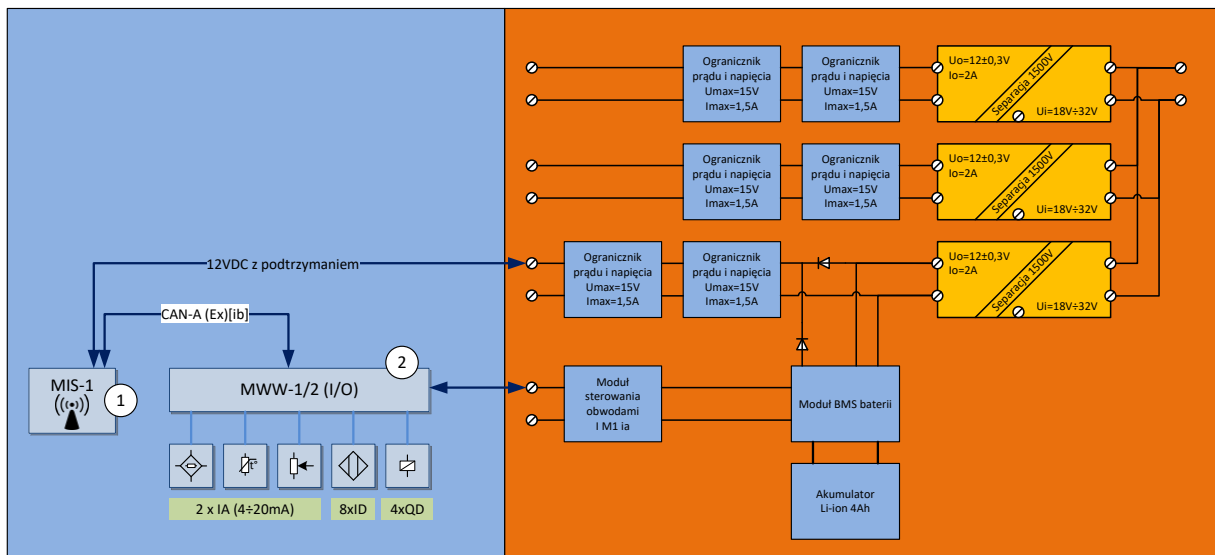 Ogranicznik
prądu i napięcia
Umax=15V
Imax=1,5A
Ogranicznik
prądu i napięcia
Umax=15V
Imax=1,5A
Uo=12±0,3V
Io=2A
Separacja 1500V
Ui=18V÷32V
Ogranicznik
prądu i napięcia
Umax=15V
Imax=1,5A
Ogranicznik
prądu i napięcia
Umax=15V
Imax=1,5A
Uo=12±0,3V
Io=2A
Separacja 1500V
Ui=18V÷32V
12VDC z podtrzymaniem
Ogranicznik
prądu i napięcia
Umax=15V
Imax=1,5A
Ogranicznik
prądu i napięcia
Umax=15V
Imax=1,5A
Uo=12±0,3V
Io=2A
Separacja 1500V
Ui=18V÷32V
CAN-A (Ex)[ib]
MIS-1
1
MWW-1/2 (I/O)
2
Moduł
sterowania
obwodami
I M1 ia
Moduł BMS baterii
t°
2 x IA (4÷20mA)
8xID
4xQD
Akumulator
Li-ion 4Ah